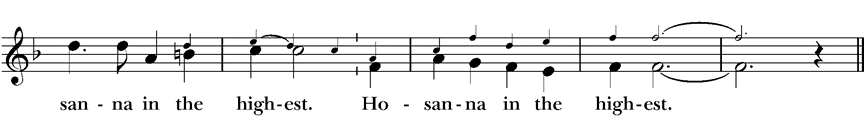 san - na in the high-est. Ho - san-na in the high-est.